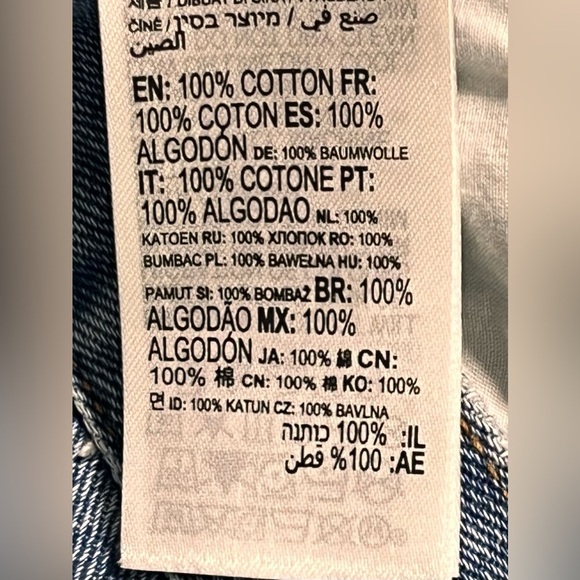 ČINĖ / מיוצר בסין / صنع في
الصين
EN: 100% COTTON FR:
100% COTON ES: 100%
ALGODÓN DE: 100% BAUMWOLLE
IT: 100% COTONE PT:
100% ALGODAO NL: 100%
KATOEN RU: 100% ХЛОПОК RO: 100%
BUMBAC PL: 100% BAWEŁNA HU: 100%
PAMUT SI: 100% BOMBAŽ BR: 100%
ALGODÃO MX: 100%
ALGODÓN JA: 100% 綿 CN:
100% 棉 CN: 100% 棉 KO: 100%
면 ID: 100% KATUN CZ: 100% BAVLNA
IL: 100% כותנה
AE: 100% قطن